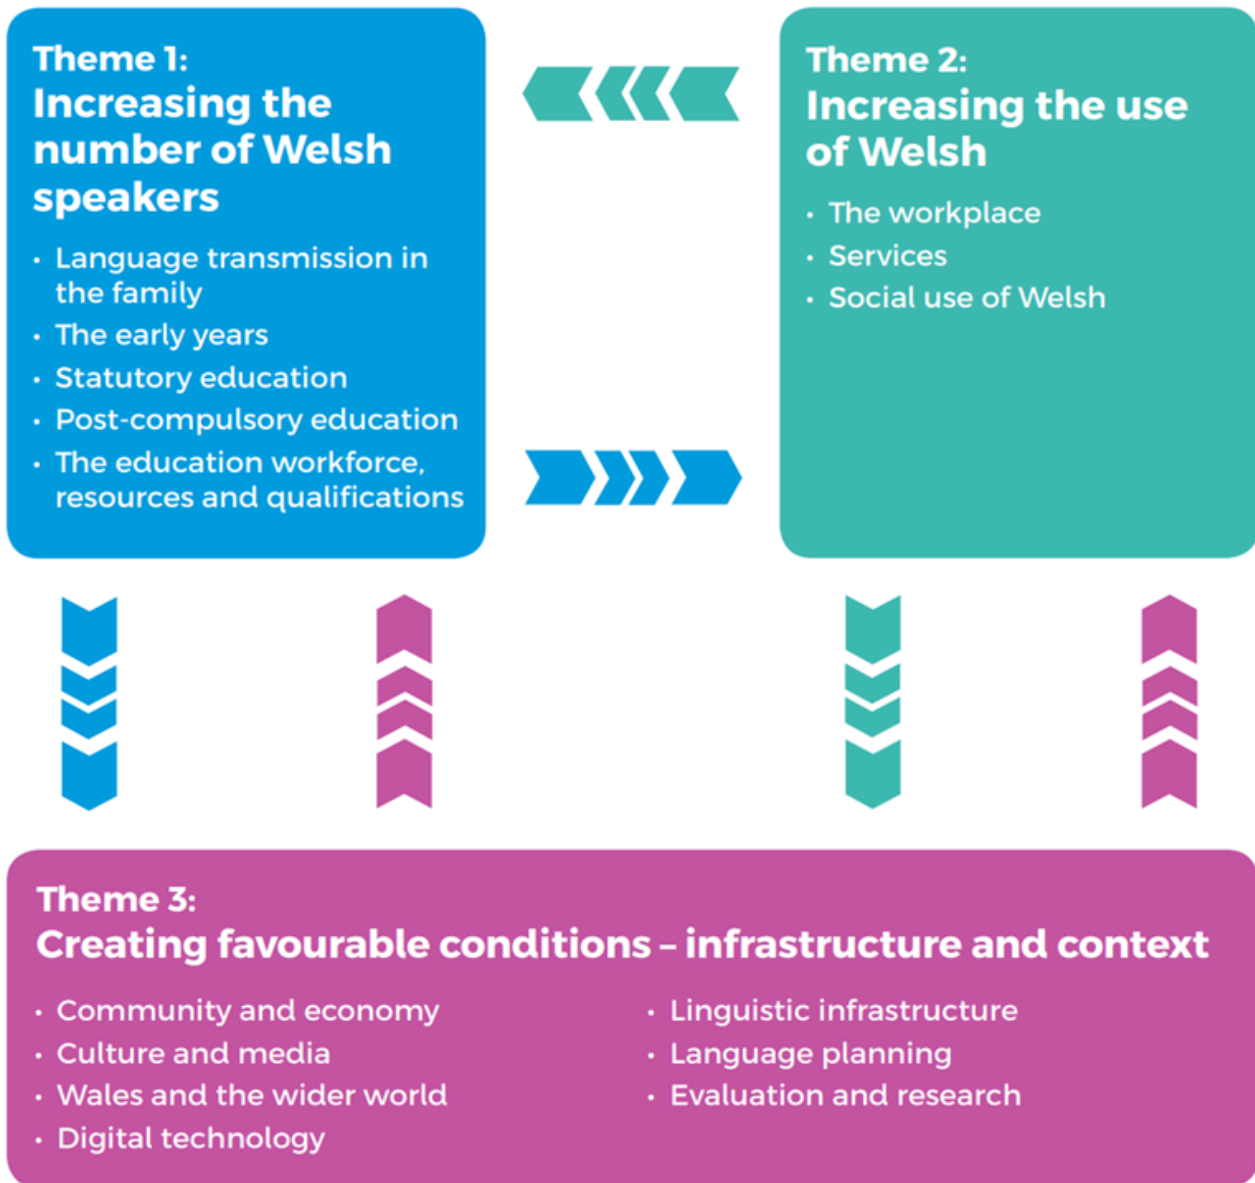 Theme 1:
Increasing the
number of Welsh
speakers
• Language transmission in
the family
• The early years
• Statutory education
• Post-compulsory education
• The education workforce,
resources and qualifications
Theme 2:
Increasing the use
of Welsh
• The workplace
• Services
• Social use of Welsh
Theme 3:
Creating favourable conditions – infrastructure and context
• Community and economy
• Culture and media
• Wales and the wider world
• Digital technology
• Linguistic infrastructure
• Language planning
• Evaluation and research